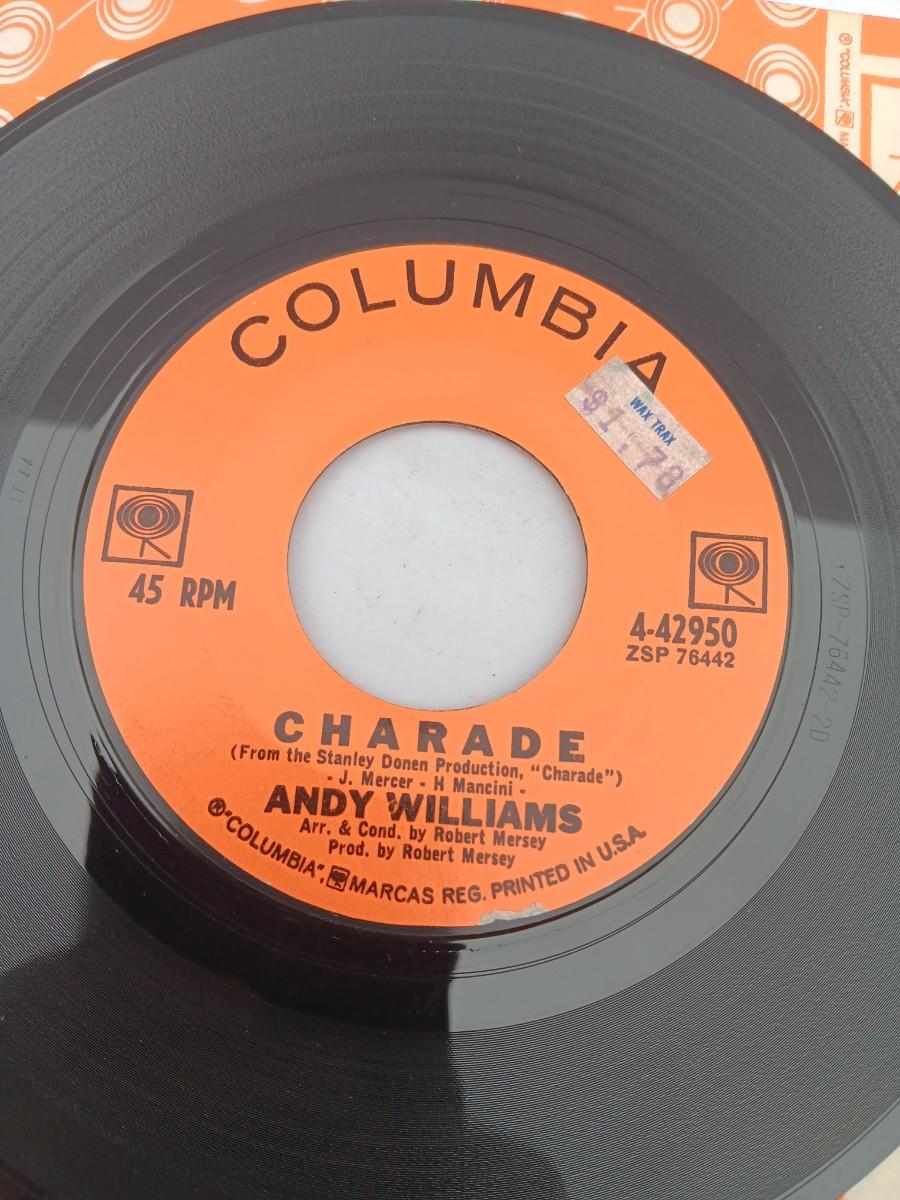 COLUMBIA
® "COLUMBIA",
COLUMBIA
WAX TRAX
$1.78
45 RPM
4-42950
ZSP 76442
ZSP-76442-2D
CHARADE
(From the Stanley Donen Production, "Charade")
- J. Mercer - H Mancini -
ANDY WILLIAMS
Arr. & Cond. by Robert Mersey
Prod. by Robert Mersey
® "COLUMBIA", MARCAS REG. PRINTED IN U.S.A.